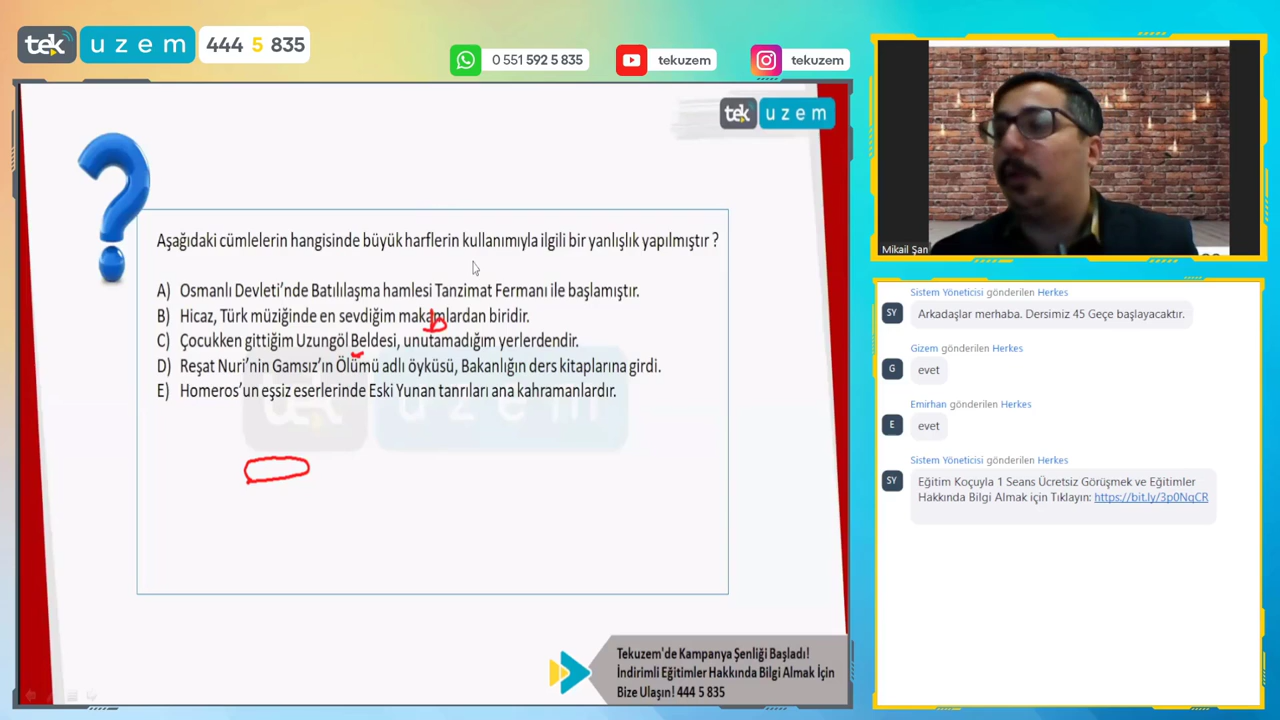 tek uzem 444 5 835
0 551 592 5 835
tekuzem
tekuzem
tek uzem
Aşağıdaki cümlelerin hangisinde büyük harflerin kullanımıyla ilgili bir yanlışlık yapılmıştır ?
A) Osmanlı Devleti'nde Batılılaşma hamlesi Tanzimat Fermanı ile başlamıştır.
B) Hicaz, Türk müziğinde en sevdiğim makamlardan biridir.
b
C) Çocukken gittiğim Uzungöl Beldesi, unutamadığım yerlerdendir.
D) Reşat Nuri'nin Gamsız'ın Ölümü adlı öyküsü, Bakanlığın ders kitaplarına girdi.
E) Homeros'un eşsiz eserlerinde Eski Yunan tanrıları ana kahramanlardır.
tek uzem
Tekuzem'de Kampanya Şenliği Başladı!
İndirimli Eğitimler Hakkında Bilgi Almak İçin
Bize Ulaşın! 444 5 835
Mikail Şan
Sistem Yöneticisi gönderilen Herkes
SY
Arkadaşlar merhaba. Dersimiz 45 Geçe başlayacaktır.
Gizem gönderilen Herkes
G
evet
Emirhan gönderilen Herkes
E
evet
Sistem Yöneticisi gönderilen Herkes
SY
Eğitim Koçuyla 1 Seans Ücretsiz Görüşmek ve Eğitimler
Hakkında Bilgi Almak için Tıklayın: https://bit.ly/3p0NqCR